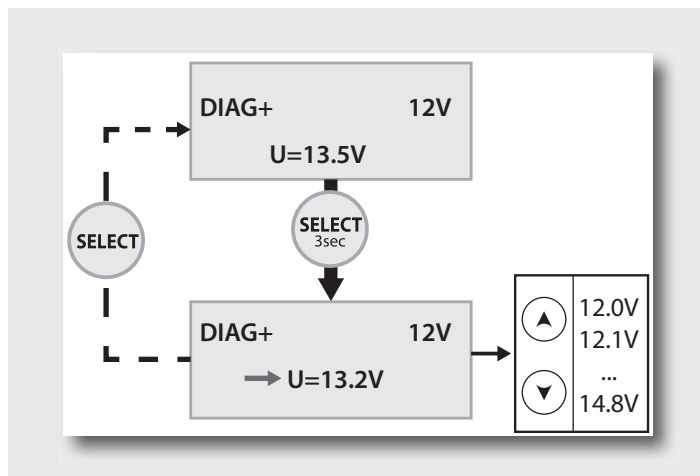 DIAG+ 12V
U=13.5V
SELECT
SELECT
3sec
DIAG+ 12V
U=13.2V
12.0V
12.1V
...
14.8V